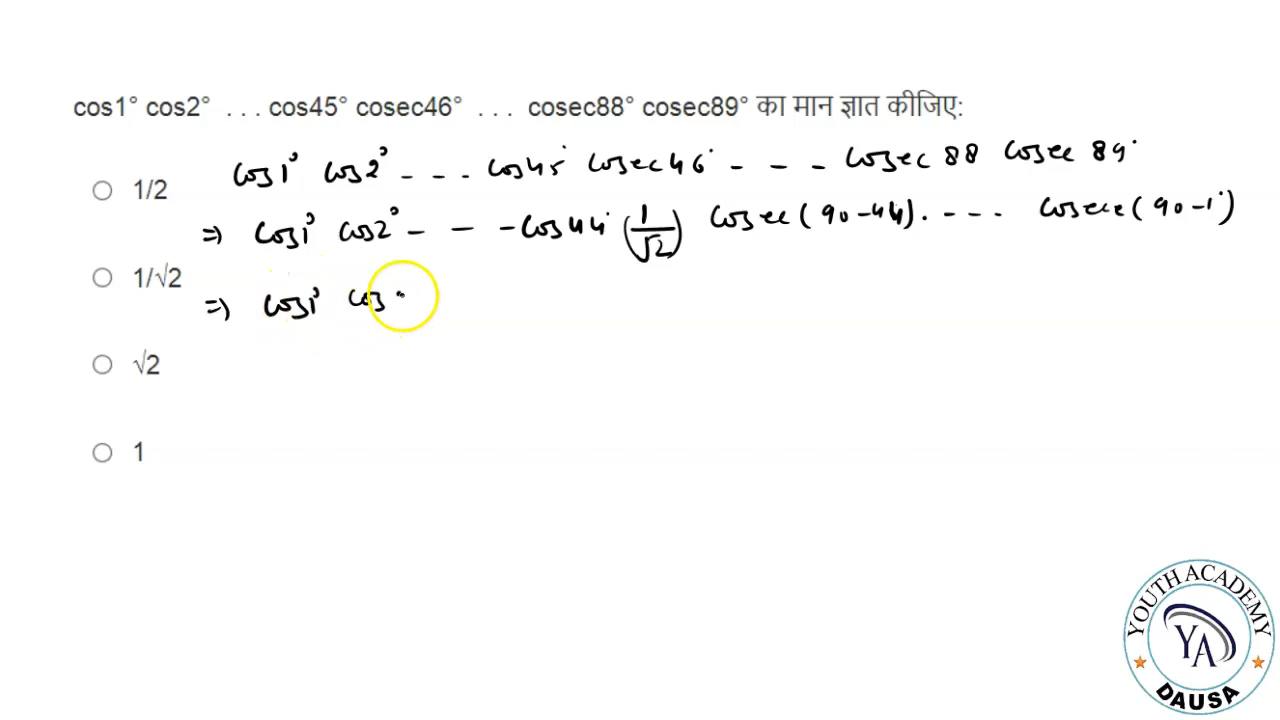 cos1° cos2° ... cos45° cosec46° ... cosec88° cosec89° का मान ज्ञात कीजिए:
cos1° cos2° - - - . cos45° cosec46° - - - cosec 88 cosec 89°
1/2
⇒ cos1° cos2° - - - cos44° (1/√2) cosec(90-44). - - - - cosec(90-1°)
1/√2
⇒ cos1° cos
√2
1
YOUTH ACADEMY
YA
DAUSA